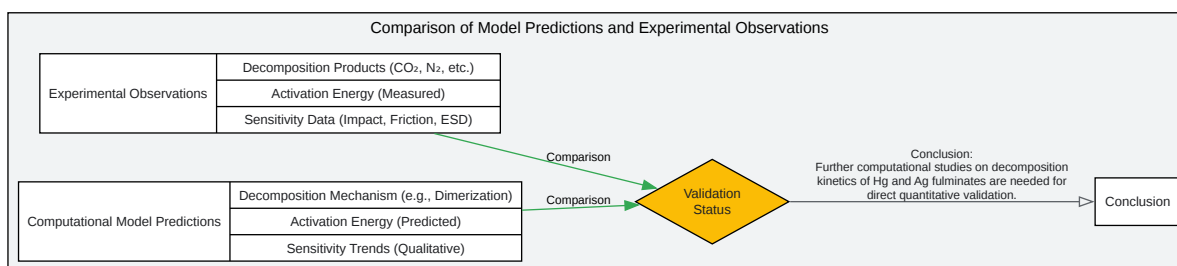 Comparison of Model Predictions and Experimental Observations
Experimental Observations
Decomposition Products (CO₂, N₂, etc.)
Activation Energy (Measured)
Sensitivity Data (Impact, Friction, ESD)
Comparison
Computational Model Predictions
Decomposition Mechanism (e.g., Dimerization)
Activation Energy (Predicted)
Sensitivity Trends (Qualitative)
Comparison
Validation
Status
Conclusion:
Further computational studies on decomposition
kinetics of Hg and Ag fulminates are needed for
direct quantitative validation.
Conclusion